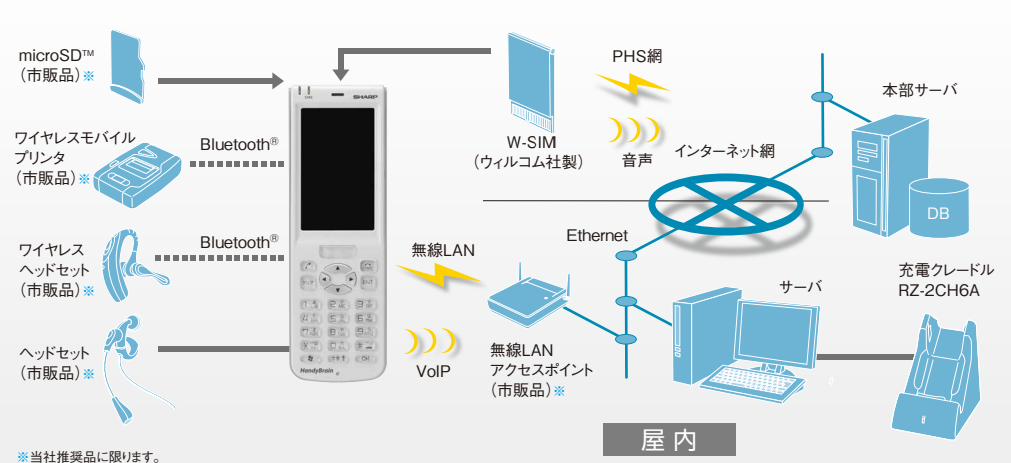 microSD™
（市販品）※
ワイヤレスモバイル
プリンタ
（市販品）※
Bluetooth®
ワイヤレス
ヘッドセット
（市販品）※
Bluetooth®
ヘッドセット
（市販品）※
※当社推奨品に限ります。
SHARP
HandyBrain
W-SIM
（ウィルコム社製）
PHS網
音声
無線LAN
VoIP
無線LAN
アクセスポイント
（市販品）※
インターネット網
Ethernet
本部サーバ
DB
サーバ
充電クレードル
RZ-2CH6A
屋内